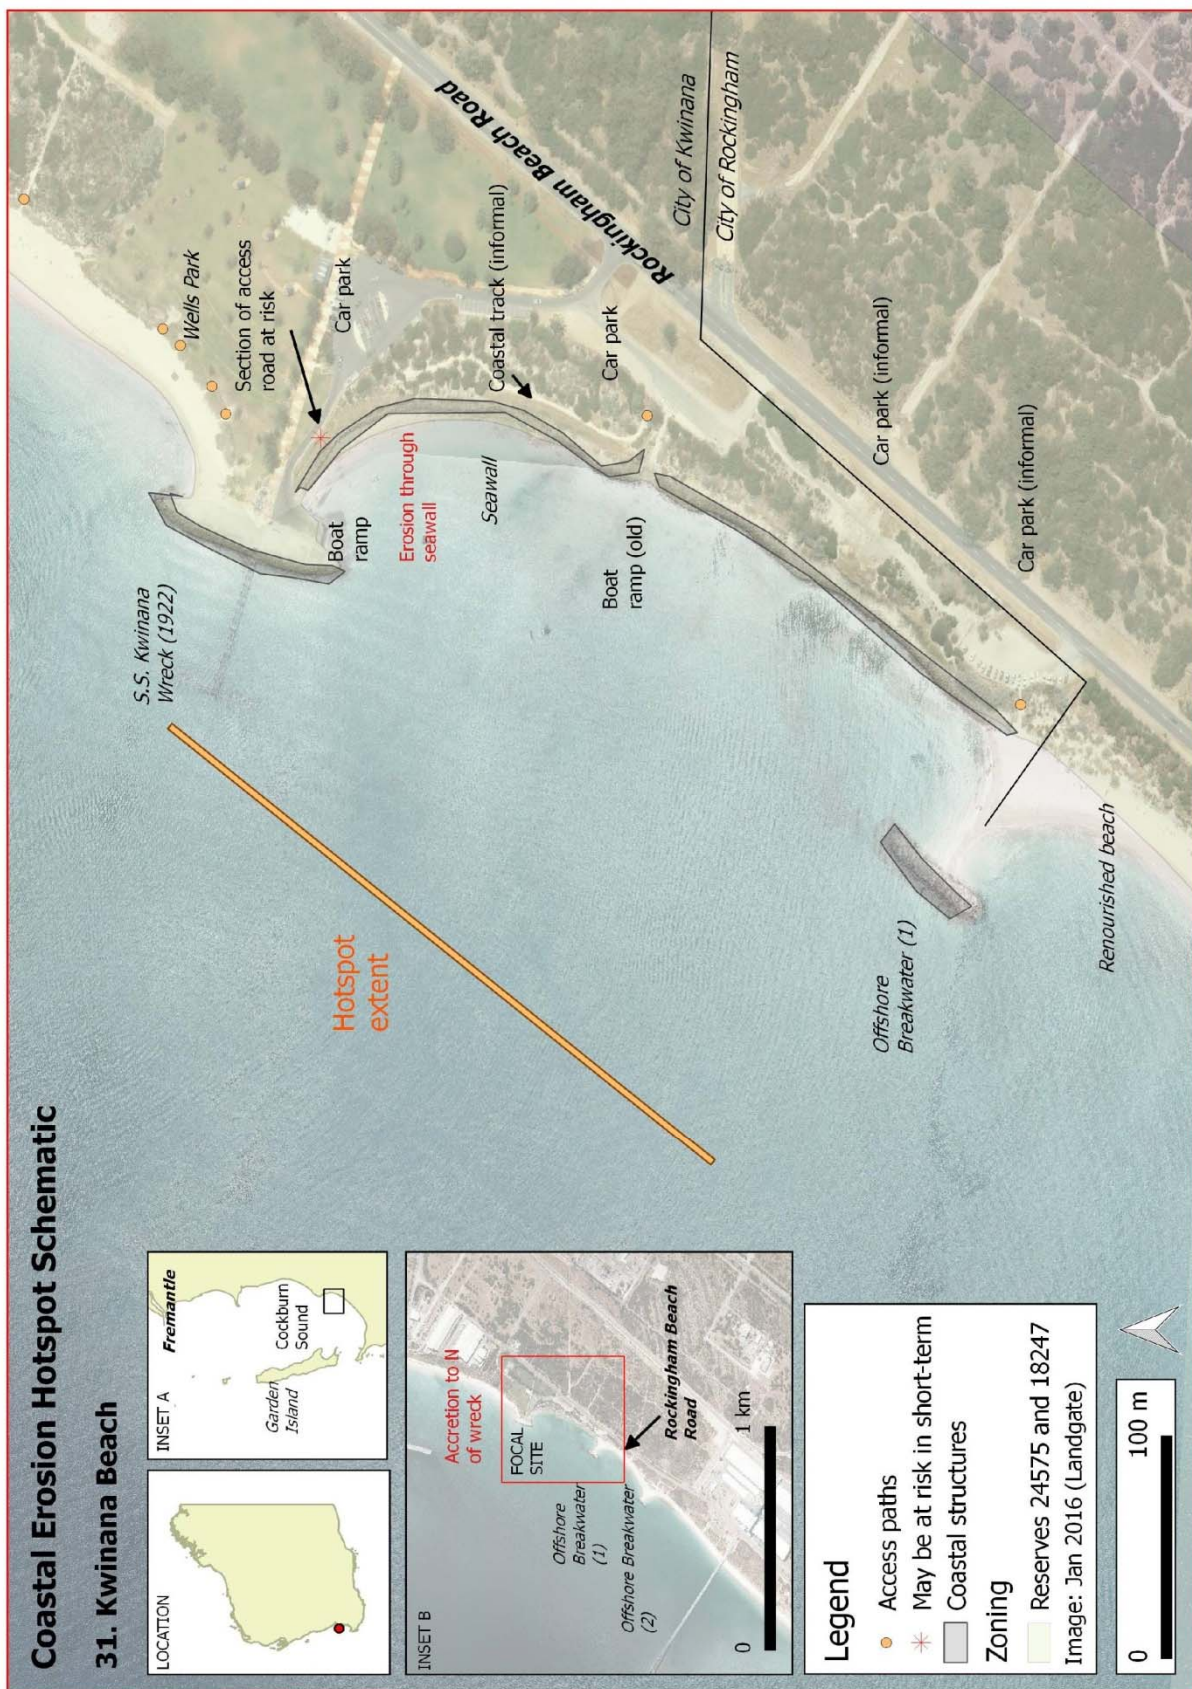 Coastal Erosion Hotspot Schematic
31. Kwinana Beach
LOCATION
INSET A
Fremantle
Cockburn
Sound
Garden
Island
INSET B
Accretion to N
of wreck
FOCAL
SITE
Offshore
Breakwater
(1)
Offshore Breakwater
(2)
Rockingham Beach
Road
0
1 km
Legend
Access paths
May be at risk in short-term
Coastal structures
Zoning
Reserves 24575 and 18247
Image: Jan 2016 (Landgate)
0
100 m
Hotspot
extent
S.S. Kwinana
Wreck (1922)
Wells Park
Section of access
road at risk
Car park
Boat
ramp
Erosion through
seawall
Seawall
Coastal track (informal)
Boat
ramp (old)
Car park
Rockingham Beach Road
City of Kwinana
City of Rockingham
Car park (informal)
Car park (informal)
Offshore
Breakwater (1)
Renourished beach